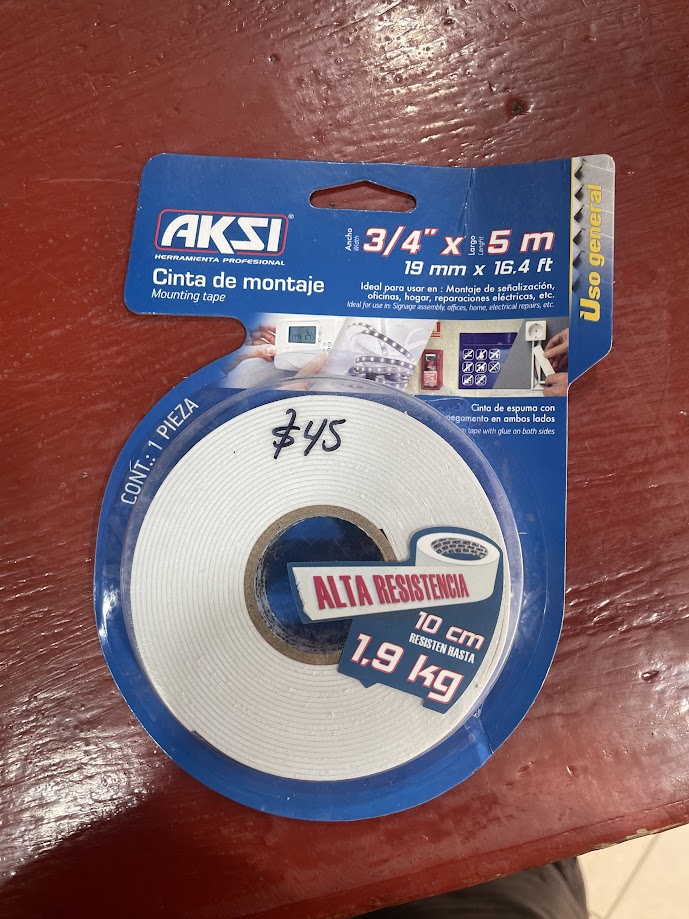 AKSI®
HERRAMIENTA PROFESIONAL
Cinta de montaje
Mounting tape
Ancho
Width
3/4" x
Largo
Lenght
5 m
19 mm x 16.4 ft
Ideal para usar en : Montaje de señalización,
oficinas, hogar, reparaciones eléctricas, etc.
Ideal for use in: Signage assembly, offices, home, electrical repairs, etc.
Uso general
Cinta de espuma con
pegamento en ambos lados
tape with glue on both sides
CONT.: 1 PIEZA
$45
ALTA RESISTENCIA
10 cm
RESISTEN HASTA
1.9 kg